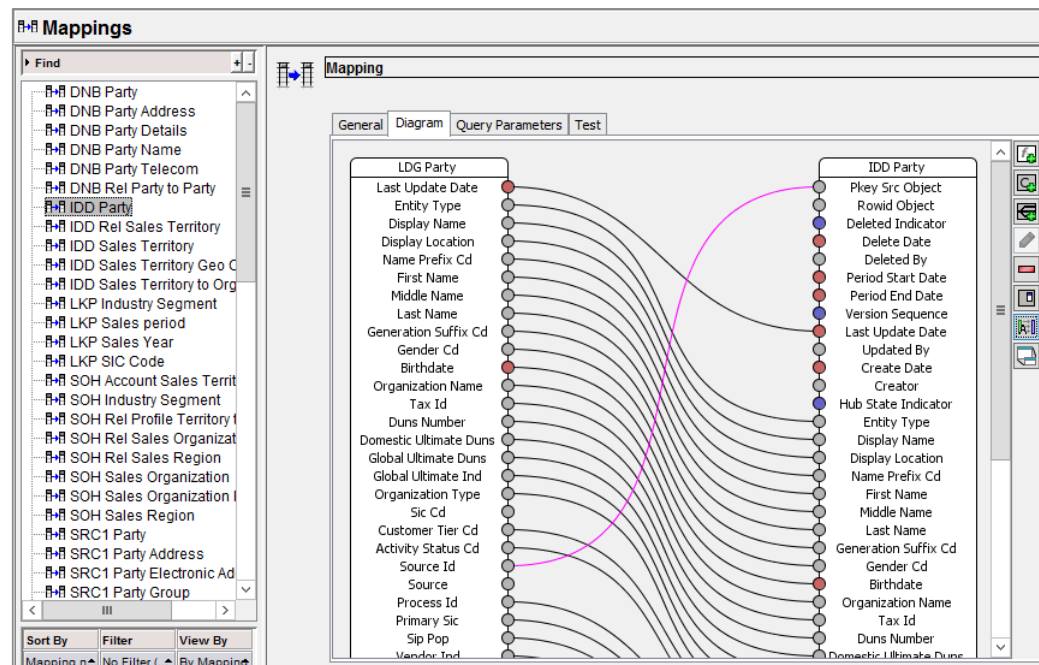 Mappings
Find
+ -
DNB Party
DNB Party Address
DNB Party Details
DNB Party Name
DNB Party Telecom
DNB Rel Party to Party
IDD Party
IDD Rel Sales Territory
IDD Sales Territory
IDD Sales Territory Geo C
IDD Sales Territory to Org
LKP Industry Segment
LKP Sales period
LKP Sales Year
LKP SIC Code
SOH Account Sales Territ
SOH Industry Segment
SOH Rel Profile Territory t
SOH Rel Sales Organizat
SOH Rel Sales Region
SOH Sales Organization
SOH Sales Organization
SOH Sales Region
SRC1 Party
SRC1 Party Address
SRC1 Party Electronic Ad
SRC1 Party Group
Sort By Filter View By
Mapping n No Filter ( By Mapping
Mapping
General Diagram Query Parameters Test
LDG Party
Last Update Date
Entity Type
Display Name
Display Location
Name Prefix Cd
First Name
Middle Name
Last Name
Generation Suffix Cd
Gender Cd
Birthdate
Organization Name
Tax Id
Duns Number
Domestic Ultimate Duns
Global Ultimate Duns
Global Ultimate Ind
Organization Type
Sic Cd
Customer Tier Cd
Activity Status Cd
Source Id
Source
Process Id
Primary Sic
Sip Pop
Vendor Ind
IDD Party
Pkey Src Object
Rowid Object
Deleted Indicator
Delete Date
Deleted By
Period Start Date
Period End Date
Version Sequence
Last Update Date
Updated By
Create Date
Creator
Hub State Indicator
Entity Type
Display Name
Display Location
Name Prefix Cd
First Name
Middle Name
Last Name
Generation Suffix Cd
Gender Cd
Birthdate
Organization Name
Tax Id
Duns Number
Domestic Ultimate Duns